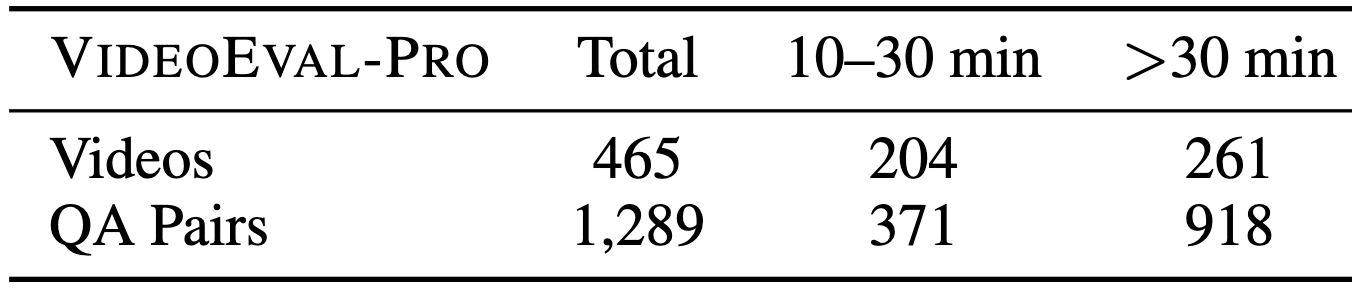 VIDEOEVAL-PRO Total 10–30 min >30 min
Videos 465 204 261
QA Pairs 1,289 371 918